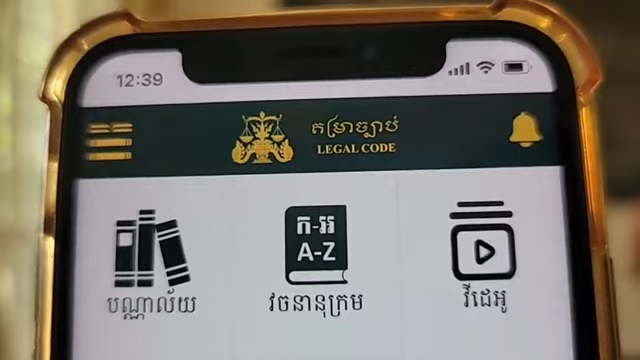 12:39
តម្រាច្បាប់
LEGAL CODE
ក-អ
A-Z
បណ្ណាល័យ
វចនានុក្រម
វីដេអូ